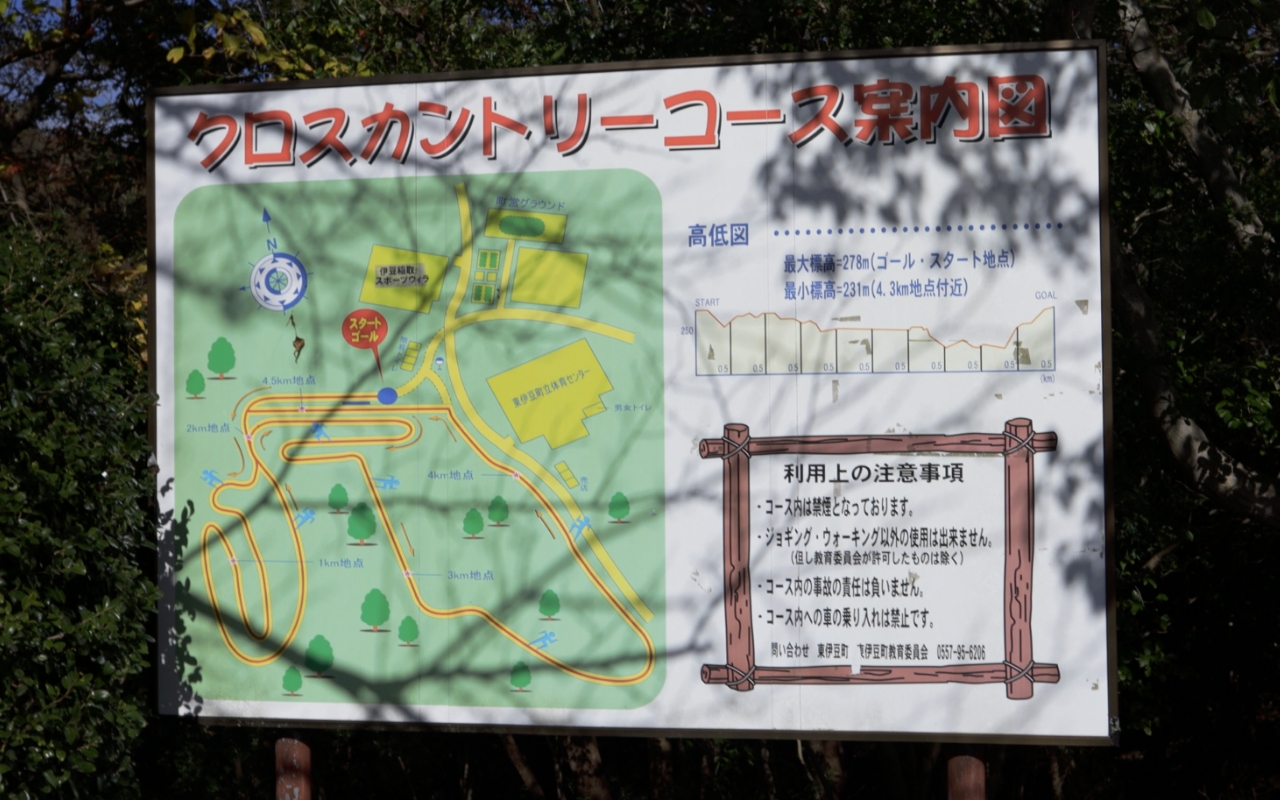 クロスカントリーコース案内図
町営グラウンド
N
伊豆稲取
スポーツヴィラ
スタート
ゴール
4.5km地点
2km地点
東伊豆町立体育センター
男女トイレ
4km地点
売店
1km地点
3km地点
高低図
最大標高=278m(ゴール・スタート地点)
最小標高=231m(4.3km地点付近)
START
GOAL
250
0.5 0.5 0.5 0.5 0.5 0.5 0.5 0.5 0.5 0.5
(km)
利用上の注意事項
・コース内は禁煙となっております。
・ジョギング・ウォーキング以外の使用は出来ません。
(但し教育委員会が許可したものは除く)
・コース内の事故の責任は負いません。
・コース内への車の乗り入れは禁止です。
問い合わせ 東伊豆町 東伊豆町教育委員会 0557-95-6206